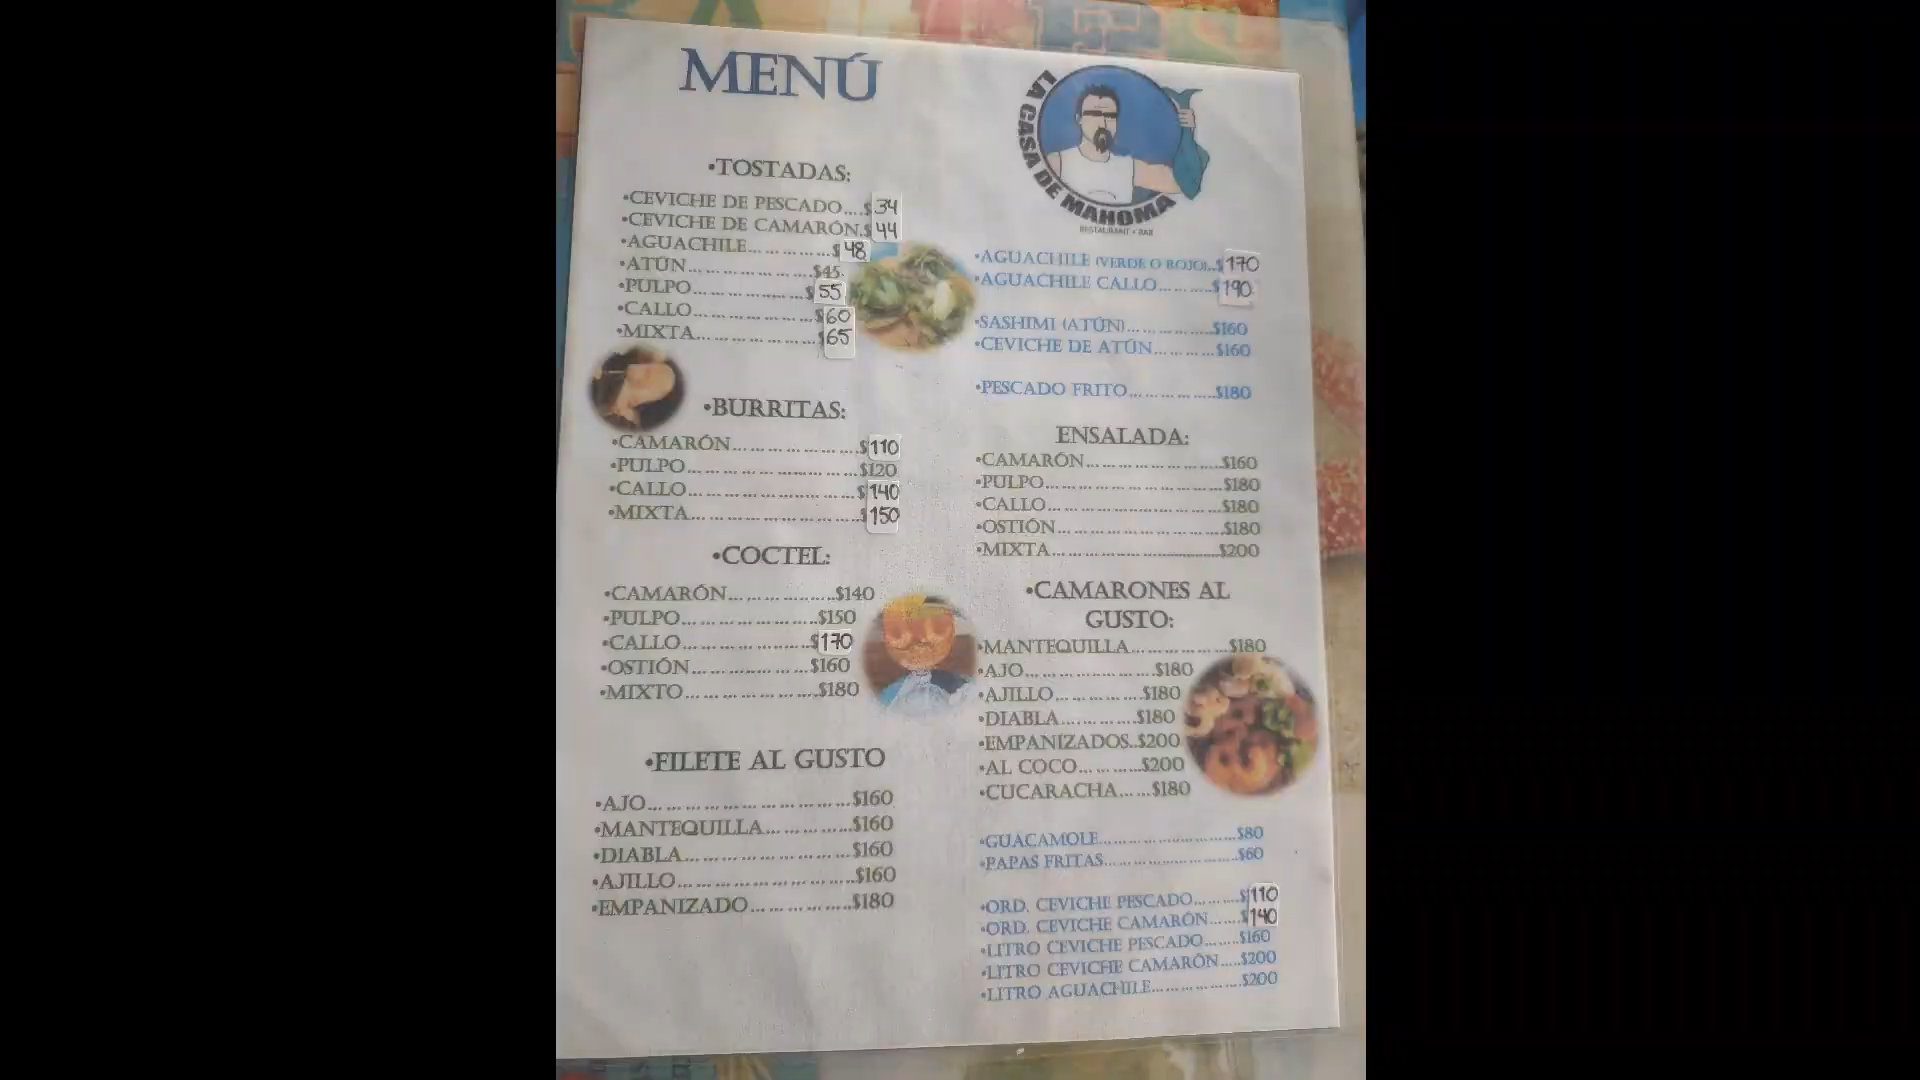 MENÚ
•TOSTADAS:
•CEVICHE DE PESCADO....$34
•CEVICHE DE CAMARÓN.$44
•AGUACHILE..............$48
•ATÚN......................$45
•PULPO.....................$55
•CALLO.....................$60
•MIXTA.....................$65
•BURRITAS:
•CAMARÓN......................$110
•PULPO..............................$120
•CALLO..............................$140
•MIXTA..............................$150
•COCTEL:
•CAMARÓN..................$140
•PULPO........................$150
•CALLO.......................$170
•OSTIÓN....................$160
•MIXTO.......................$180
•FILETE AL GUSTO
•AJO...................................$160
•MANTEQUILLA...............$160
•DIABLA............................$160
•AJILLO..............................$160
•EMPANIZADO.................$180
LA CASA DE MAHOMA
RESTAURANT • BAR
•AGUACHILE (VERDE O ROJO)..$170
•AGUACHILE CALLO.........$190
•SASHIMI (ATÚN)...............$160
•CEVICHE DE ATÚN..........$160
•PESCADO FRITO...............$180
ENSALADA:
•CAMARÓN.......................$160
•PULPO..............................$180
•CALLO..............................$180
•OSTIÓN............................$180
•MIXTA..............................$200
•CAMARONES AL
GUSTO:
•MANTEQUILLA.................$180
•AJO......................$180
•AJILLO...............$180
•DIABLA.............$180
•EMPANIZADOS..$200
•AL COCO...........$200
•CUCARACHA......$180
•GUACAMOLE.........................$80
•PAPAS FRITAS........................$60
•ORD. CEVICHE PESCADO.........$110
•ORD. CEVICHE CAMARÓN......$140
•LITRO CEVICHE PESCADO.......$160
•LITRO CEVICHE CAMARÓN.....$200
•LITRO AGUACHILE.................$200